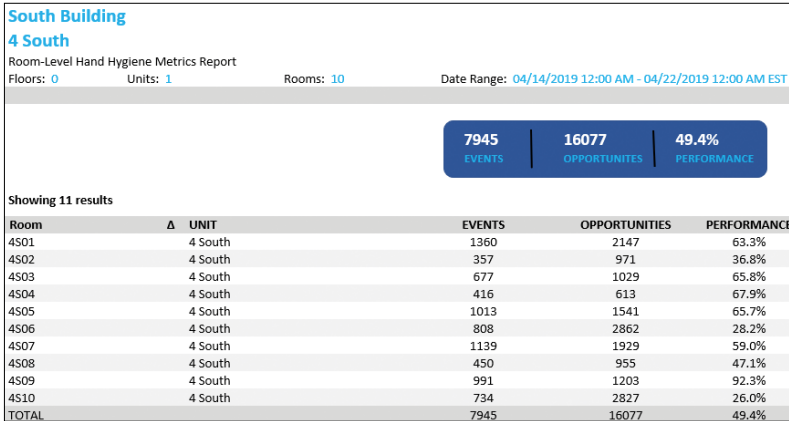 South Building
4 South
Room-Level Hand Hygiene Metrics Report
Floors: 0 Units: 1 Rooms: 10 Date Range: 04/14/2019 12:00 AM - 04/22/2019 12:00 AM EST
7945 16077 49.4%
EVENTS OPPORTUNITES PERFORMANCE
Showing 11 results
Room Δ UNIT EVENTS OPPORTUNITIES PERFORMANCE
4S01 4 South 1360 2147 63.3%
4S02 4 South 357 971 36.8%
4S03 4 South 677 1029 65.8%
4S04 4 South 416 613 67.9%
4S05 4 South 1013 1541 65.7%
4S06 4 South 808 2862 28.2%
4S07 4 South 1139 1929 59.0%
4S08 4 South 450 955 47.1%
4S09 4 South 991 1203 92.3%
4S10 4 South 734 2827 26.0%
TOTAL 7945 16077 49.4%